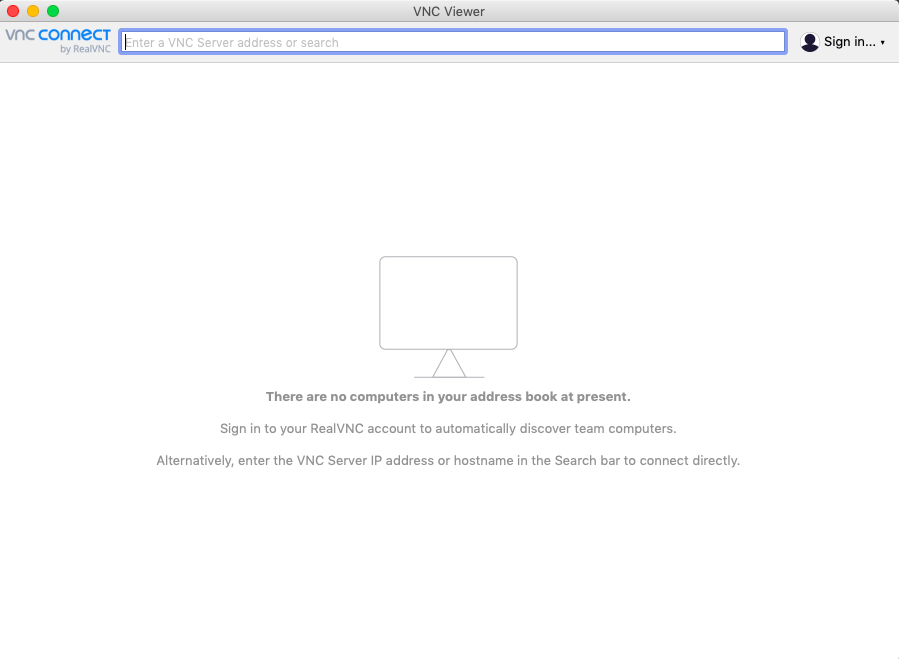 VNC Viewer
vnc connect
by RealVNC
Enter a VNC Server address or search
Sign in...
There are no computers in your address book at present.
Sign in to your RealVNC account to automatically discover team computers.
Alternatively, enter the VNC Server IP address or hostname in the Search bar to connect directly.